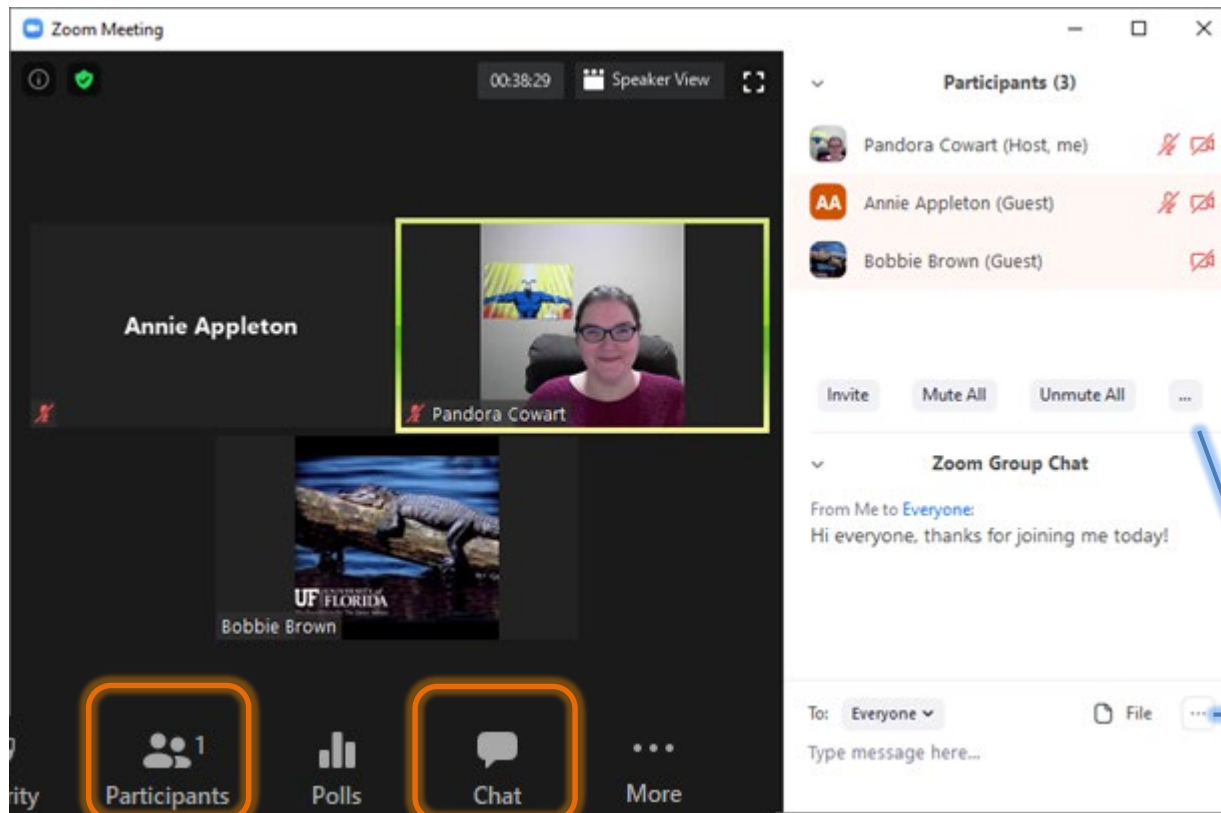 Zoom Meeting
00:38:29 Speaker View
Annie Appleton
Pandora Cowart
UF FLORIDA
Bobbie Brown
1
rity Participants Polls Chat More
Participants (3)
Pandora Cowart (Host, me)
AA Annie Appleton (Guest)
Bobbie Brown (Guest)
Invite Mute All Unmute All ...
Zoom Group Chat
From Me to Everyone:
Hi everyone, thanks for joining me today!
To: Everyone File ...
Type message here...